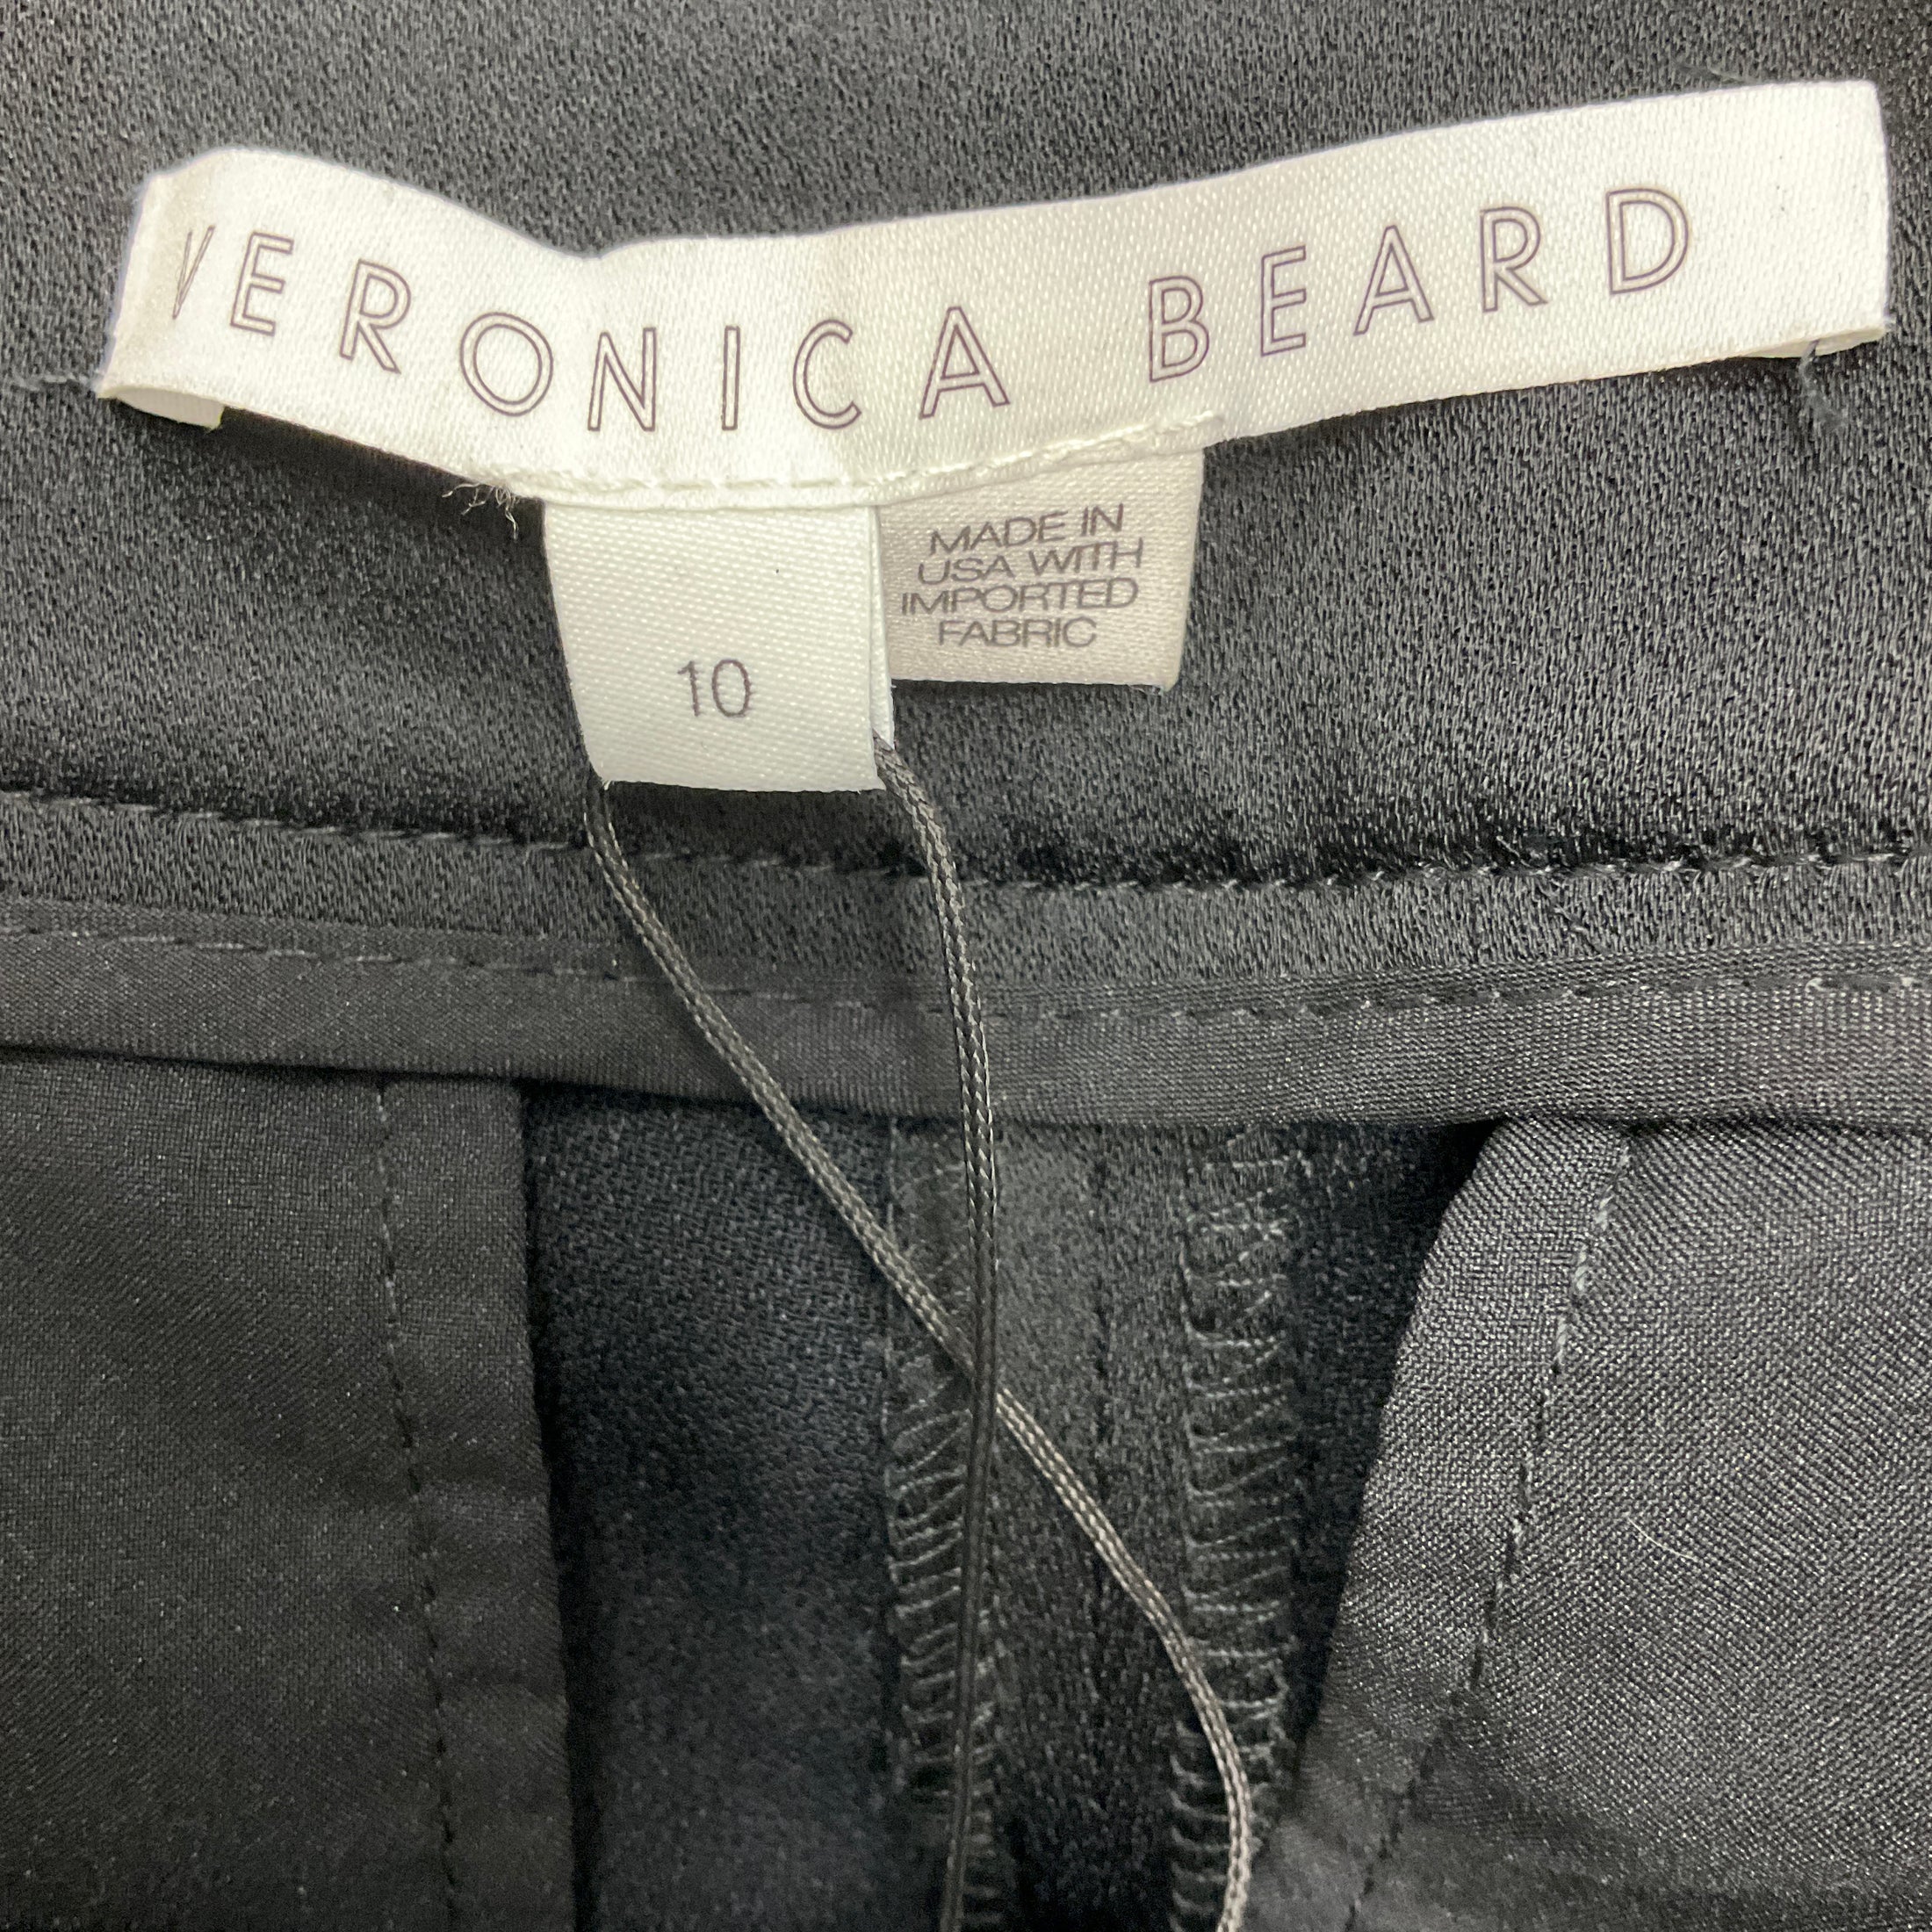 VERONICA BEARD
10
MADE IN
USA WITH
IMPORTED
FABRIC